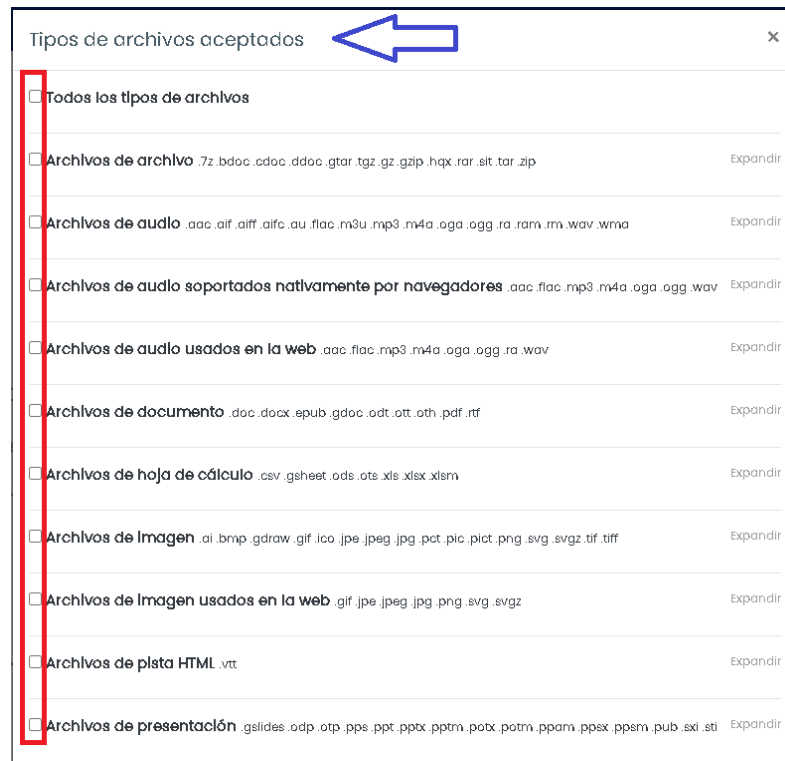 Tipos de archivos aceptados ×
Todos los tipos de archivos
Archivos de archivo .7z .bdoc .cdoc .ddoc .gtar .tgz .gz .gzip .hqx .rar .sit .tar .zip Expandir
Archivos de audio .aac .aif .aiff .aifc .au .flac .m3u .mp3 .m4a .oga .ogg .ra .ram .rm .wav .wma Expandir
Archivos de audio soportados nativamente por navegadores .aac .flac .mp3 .m4a .oga .ogg .wav Expandir
Archivos de audio usados en la web .aac .flac .mp3 .m4a .oga .ogg .ra .wav Expandir
Archivos de documento .doc .docx .epub .gdoc .odt .ott .oth .pdf .rtf Expandir
Archivos de hoja de cálculo .csv .gsheet .ods .ots .xls .xlsx .xlsm Expandir
Archivos de imagen .ai .bmp .gdraw .gif .ico .jpe .jpeg .jpg .pct .pic .pict .png .svg .svgz .tif .tiff Expandir
Archivos de imagen usados en la web .gif .jpe .jpeg .jpg .png .svg .svgz Expandir
Archivos de pista HTML .vtt Expandir
Archivos de presentación .gslides .odp .otp .pps .ppt .pptx .pptm .potx .potm .ppam .ppsx .ppsm .pub .sxi .sti Expandir